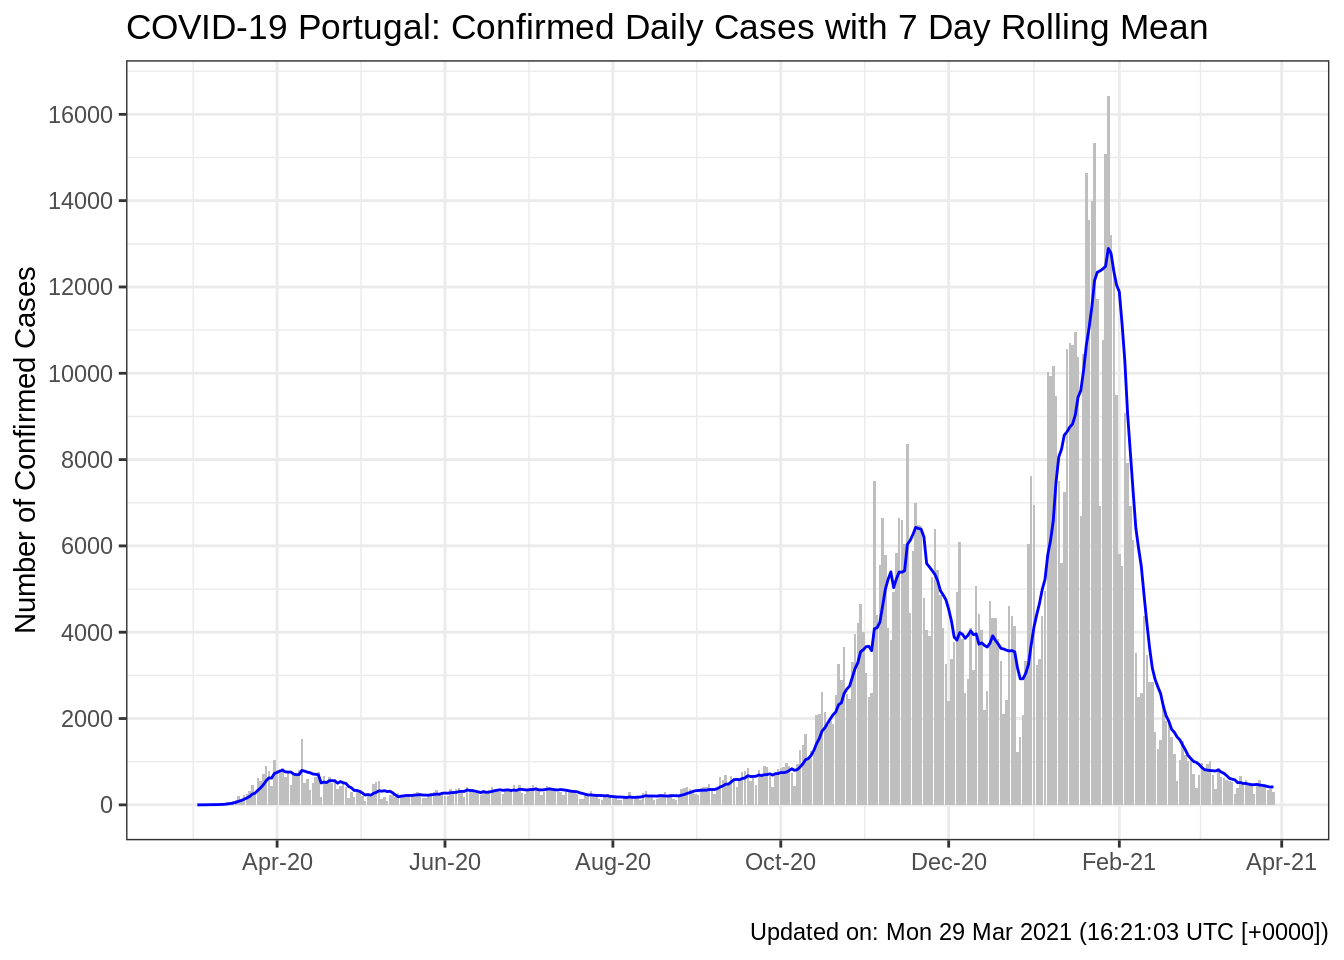 COVID-19 Portugal: Confirmed Daily Cases with 7 Day Rolling Mean
Number of Confirmed Cases
16000
14000
12000
10000
8000
6000
4000
2000
0
Apr-20 Jun-20 Aug-20 Oct-20 Dec-20 Feb-21 Apr-21
Updated on: Mon 29 Mar 2021 (16:21:03 UTC [+0000])